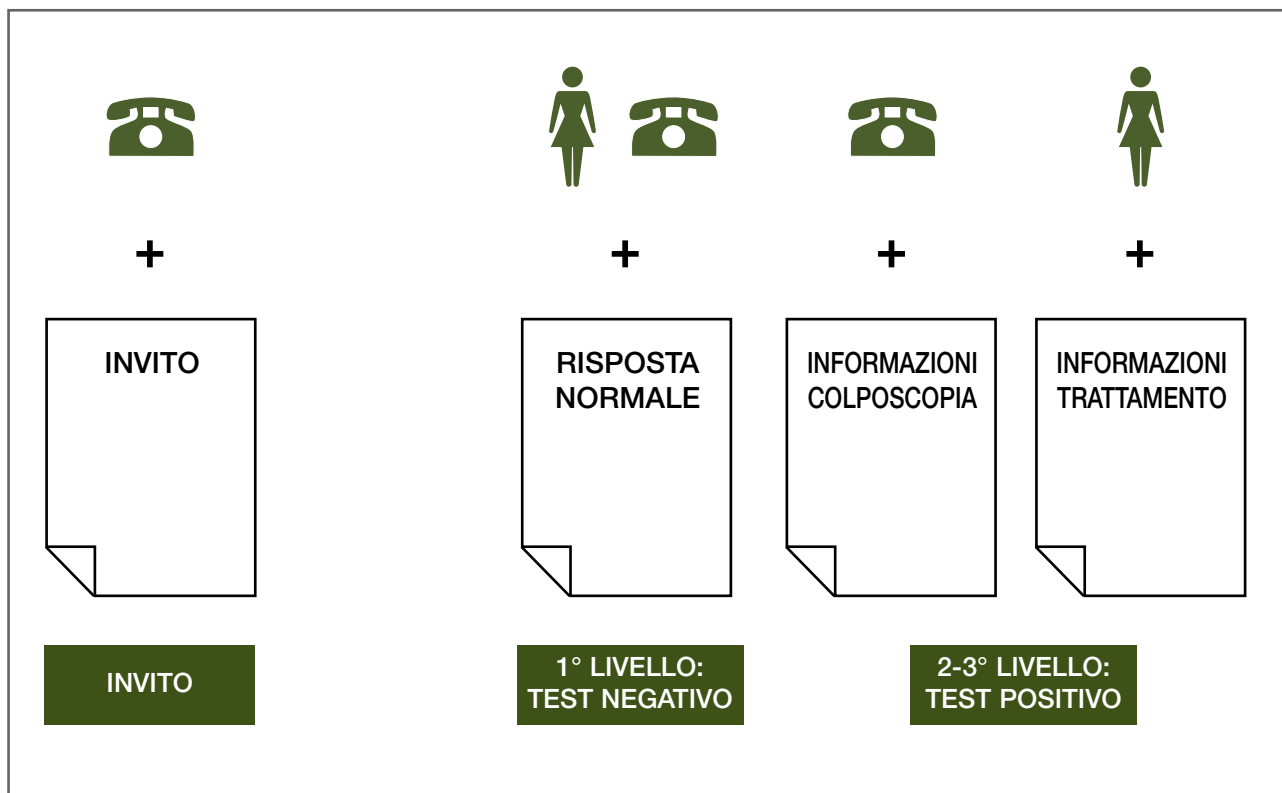 +
+
+
+
INVITO
RISPOSTA
NORMALE
INFORMAZIONI
COLPOSCOPIA
INFORMAZIONI
TRATTAMENTO
INVITO
1° LIVELLO:
TEST NEGATIVO
2-3° LIVELLO:
TEST POSITIVO